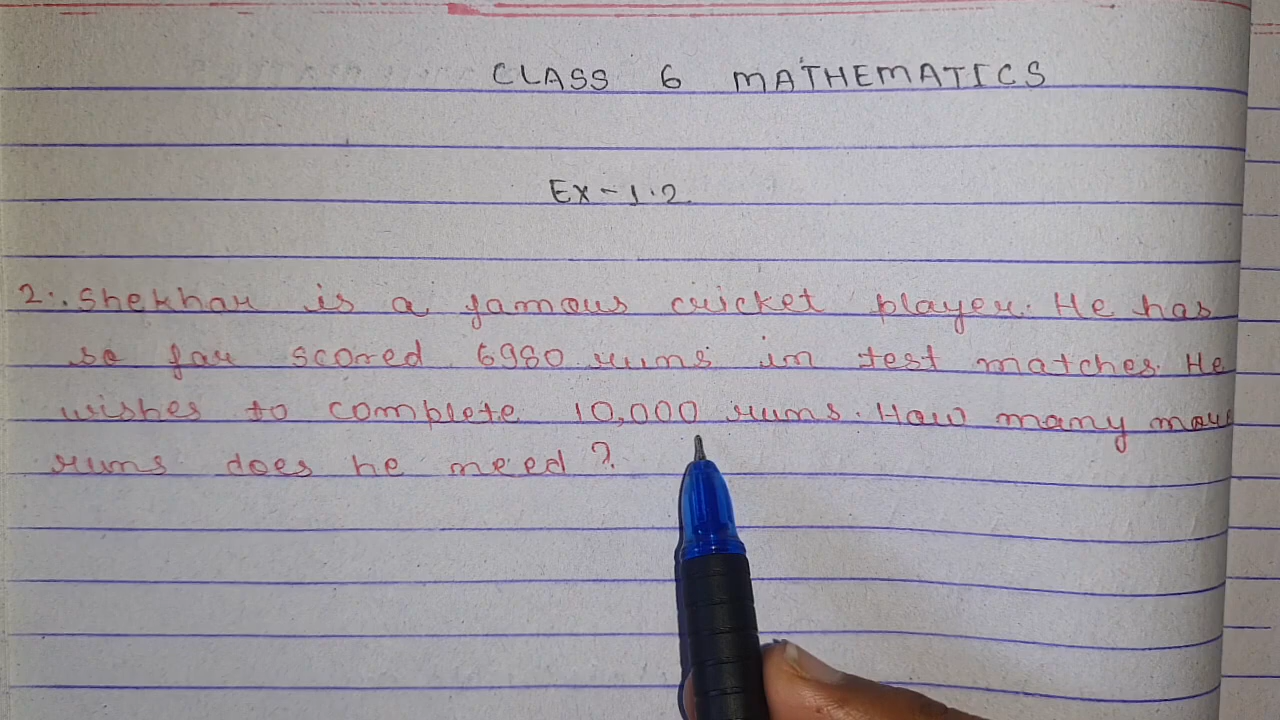 CLASS 6 MATHEMATICS
Ex-1.2
2. Shekhar is a famous cricket player. He has
so far scored 6980 runs in test matches. He
wishes to complete 10,000 runs. How many more
runs does he need?